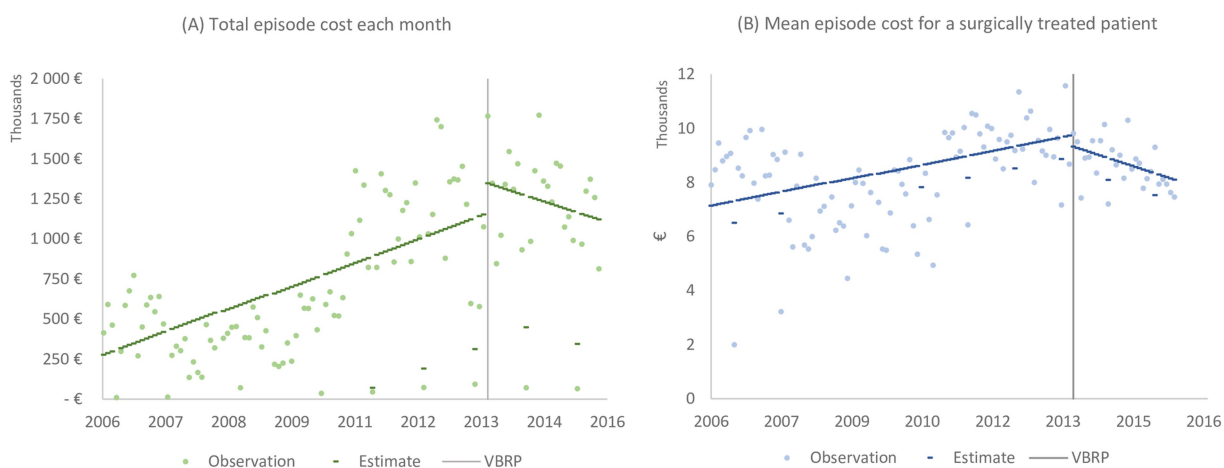 (A) Total episode cost each month
Thousands
2 000 €
1 750 €
1 500 €
1 250 €
1 000 €
750 €
500 €
250 €
- €
2006
2007
2008
2009
2010
2012
2013
2014
2015
2016
Observation
Estimate
VBRP
(B) Mean episode cost for a surgically treated patient
Thousands
€
12
10
8
6
4
2
0
2006
2007
2009
2010
2012
2013
2015
2016
Observation
Estimate
VBRP